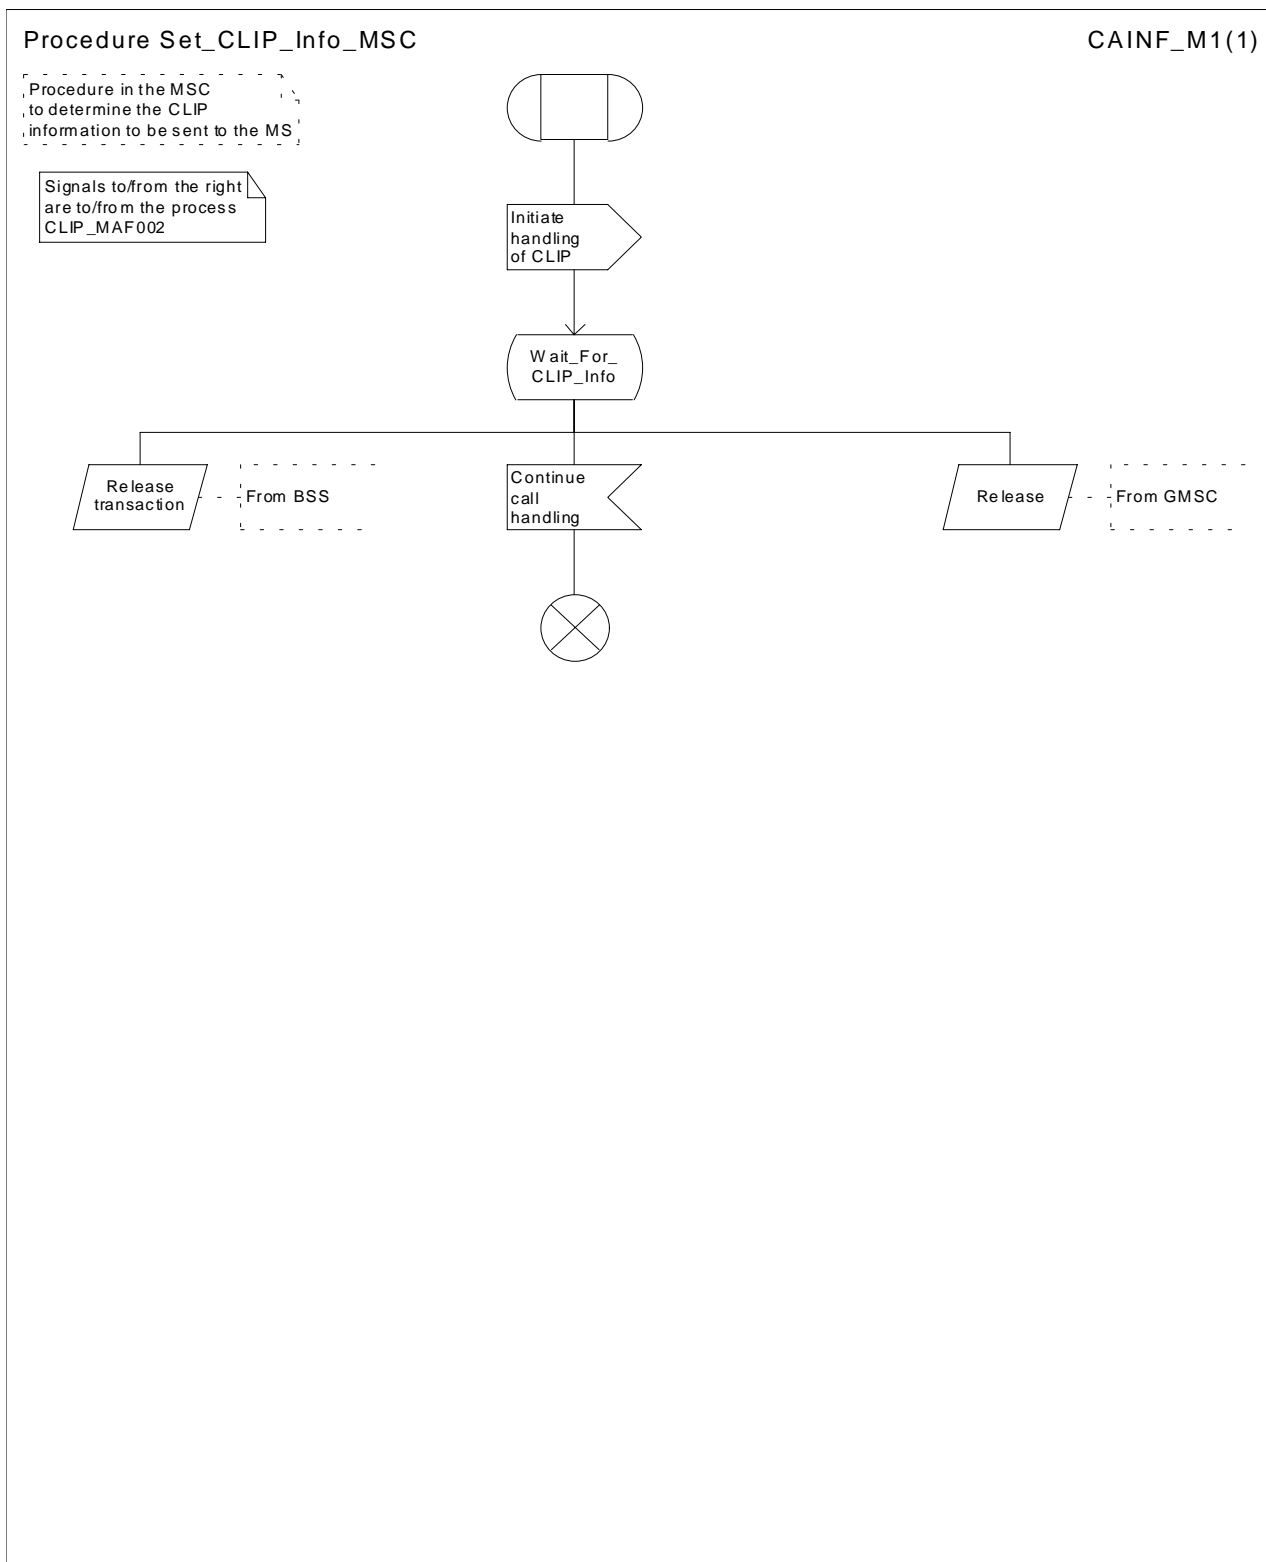 Procedure Set_CLIP_Info_MSC
CAINF_M1(1)
Procedure in the MSC
to determine the CLIP
information to be sent to the MS
Signals to/from the right
are to/from the process
CLIP_MAF002
Initiate
handling
of CLIP
Wait_For_
CLIP_Info
Release
transaction
From BSS
Continue
call
handling
Release
From GMSC